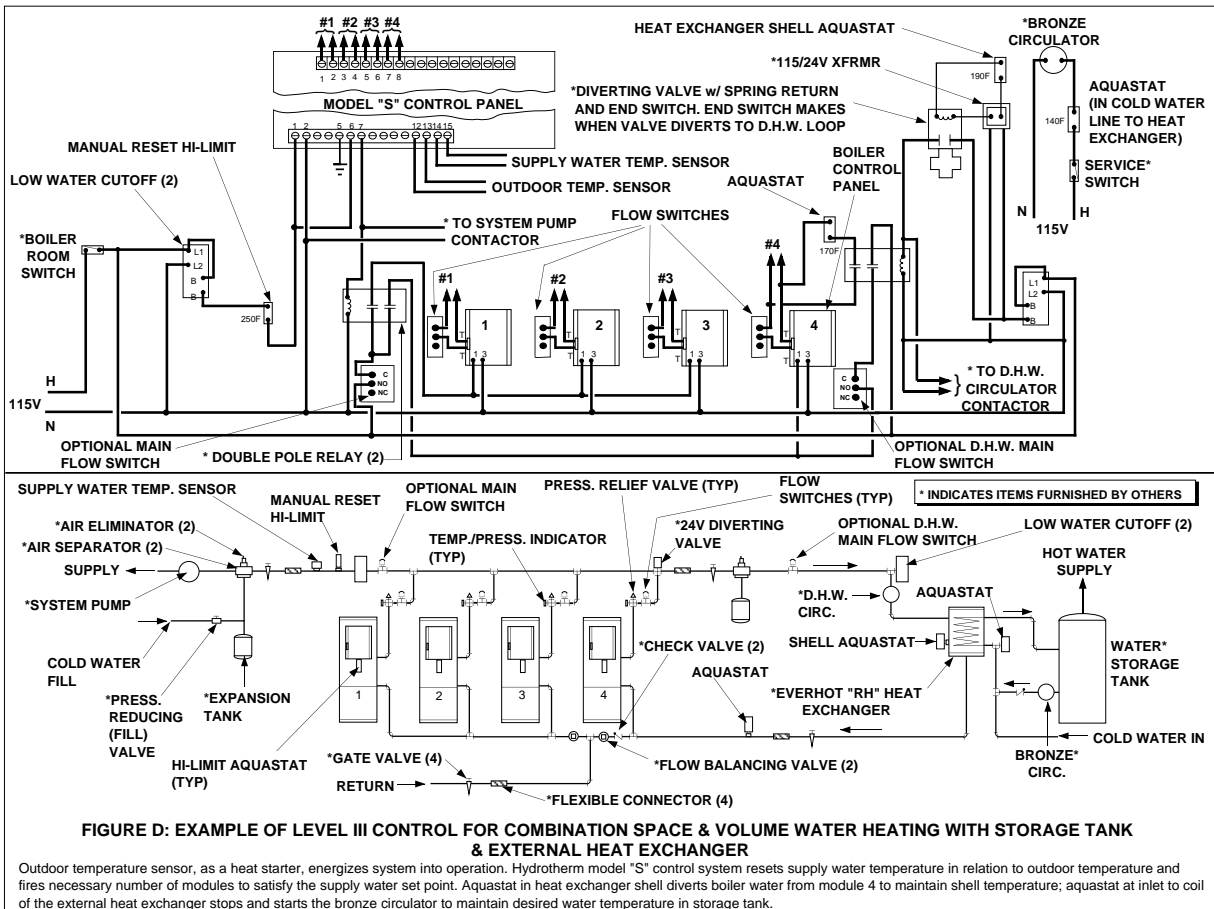 #1 #2 #3 #4
1 2 3 4 5 6 7 8
MODEL "S" CONTROL PANEL
1 2 5 6 7 12 13 14 15
SUPPLY WATER TEMP. SENSOR
OUTDOOR TEMP. SENSOR
MANUAL RESET HI-LIMIT
LOW WATER CUTOFF (2)
*BOILER
ROOM
SWITCH
L1
L2
B
B
250F
H
115V
N
* TO SYSTEM PUMP
CONTACTOR
HEAT EXCHANGER SHELL AQUASTAT
*115/24V XFRMR
*DIVERTING VALVE w/ SPRING RETURN
AND END SWITCH. END SWITCH MAKES
WHEN VALVE DIVERTS TO D.H.W. LOOP
190F
*BRONZE
CIRCULATOR
AQUASTAT
(IN COLD WATER
LINE TO HEAT
EXCHANGER)
140F
SERVICE*
SWITCH
N H
115V
BOILER
CONTROL
PANEL
AQUASTAT
170F
FLOW SWITCHES
#1 #2 #3 #4
T 1 T 1 3
T 2 T 1 3
T 3 T 1 3
T 4 T 1 3
C
NO
NC
C
NO
NC
L1
L2
B
B
* TO D.H.W.
CIRCULATOR
CONTACTOR
OPTIONAL MAIN
FLOW SWITCH
* DOUBLE POLE RELAY (2)
OPTIONAL D.H.W. MAIN
FLOW SWITCH
SUPPLY WATER TEMP. SENSOR
MANUAL RESET
HI-LIMIT
OPTIONAL MAIN
FLOW SWITCH
PRESS. RELIEF VALVE (TYP)
FLOW
SWITCHES (TYP)
* INDICATES ITEMS FURNISHED BY OTHERS
*AIR ELIMINATOR (2)
*AIR SEPARATOR (2)
SUPPLY
*SYSTEM PUMP
TEMP./PRESS. INDICATOR
(TYP)
*24V DIVERTING
VALVE
OPTIONAL D.H.W.
MAIN FLOW SWITCH
LOW WATER CUTOFF (2)
HOT WATER
SUPPLY
*D.H.W.
CIRC.
AQUASTAT
SHELL AQUASTAT
WATER*
STORAGE
TANK
COLD WATER
FILL
*PRESS.
REDUCING
(FILL)
VALVE
*EXPANSION
TANK
1 2 3 4
*CHECK VALVE (2)
AQUASTAT
*EVERHOT "RH" HEAT
EXCHANGER
COLD WATER IN
BRONZE*
CIRC.
HI-LIMIT AQUASTAT
(TYP)
*GATE VALVE (4)
RETURN
*FLOW BALANCING VALVE (2)
*FLEXIBLE CONNECTOR (4)
FIGURE D: EXAMPLE OF LEVEL III CONTROL FOR COMBINATION SPACE & VOLUME WATER HEATING WITH STORAGE TANK
& EXTERNAL HEAT EXCHANGER
Outdoor temperature sensor, as a heat starter, energizes system into operation. Hydrotherm model "S" control system resets supply water temperature in relation to outdoor temperature and
fires necessary number of modules to satisfy the supply water set point. Aquastat in heat exchanger shell diverts boiler water from module 4 to maintain shell temperature; aquastat at inlet to coil
of the external heat exchanger stops and starts the bronze circulator to maintain desired water temperature in storage tank.